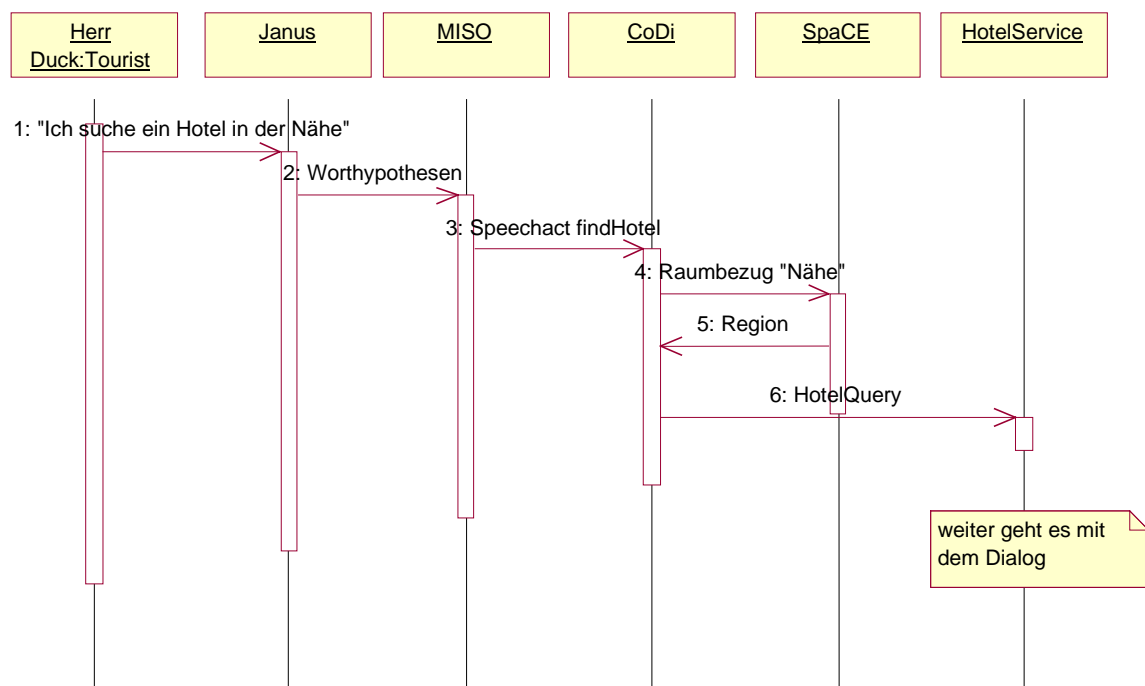 Herr
Duck:Tourist
Janus
MISO
CoDi
SpaCE
HotelService
1: "Ich suche ein Hotel in der Nähe"
2: Worthypothesen
3: Speechact findHotel
4: Raumbezug "Nähe"
5: Region
6: HotelQuery
weiter geht es mit
dem Dialog